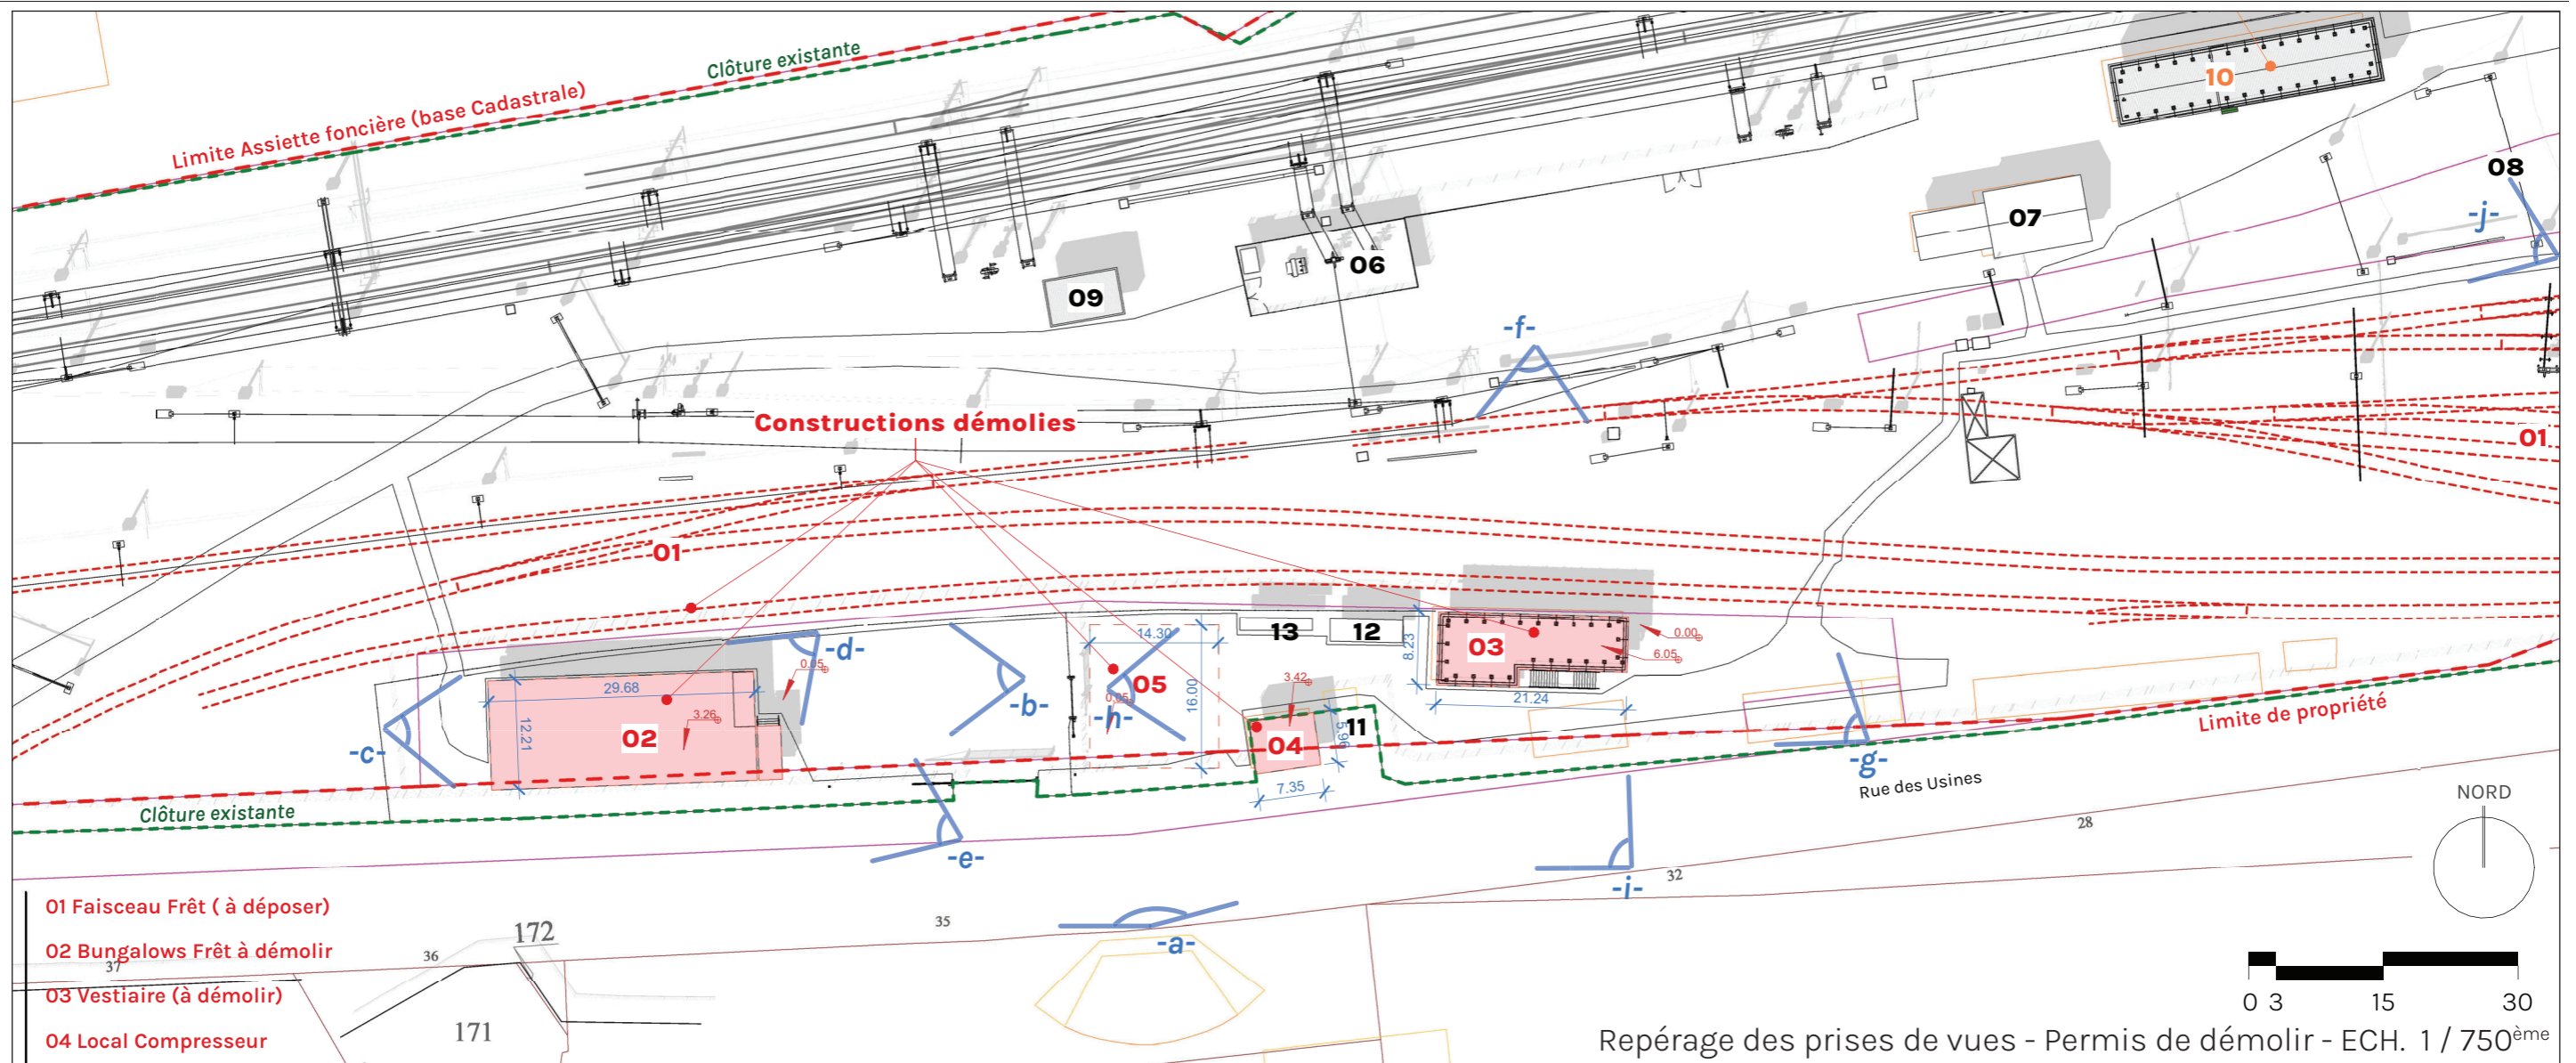 Clôture existante
Limite Assiette foncière (base Cadastrale)
10
08
-j-
07
06
09
-f-
Constructions démolies
01
01
14.30
13
12
03
0.00
6.05
8.23
21.24
-d-
0.05
29.68
12.21
3.26
02
-c-
-b-
05
-h-
16.00
3.42
04
11
5.96
7.35
Limite de propriété
-g-
Rue des Usines
Clôture existante
-e-
-i-
-a-
NORD
28
32
35
36
37
172
171
01 Faisceau Frêt ( à déposer)
02 Bungalows Frêt à démolir
03 Vestiaire (à démolir)
04 Local Compresseur
0 3 15 30
Repérage des prises de vues - Permis de démolir - ECH. 1 / 750ème